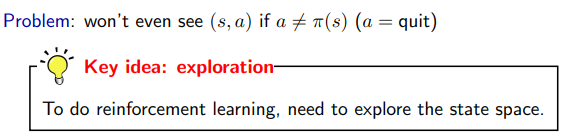 Problem: won't even see (s, a) if a ≠ π(s) (a = quit)
Key idea: exploration
To do reinforcement learning, need to explore the state space.